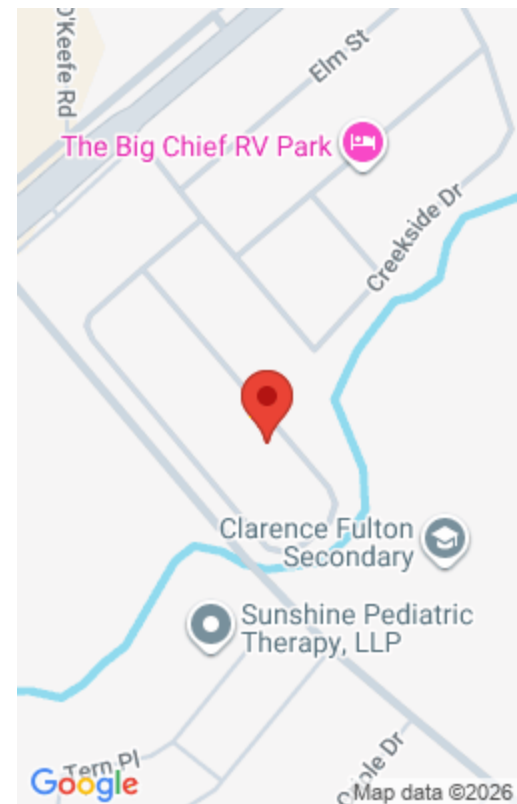 O'Keefe Rd
Elm St
The Big Chief RV Park
Creekside Dr
Clarence Fulton
Secondary
Sunshine Pediatric
Therapy, LLP
Tern Pl
Dr
Google
Map data ©2026